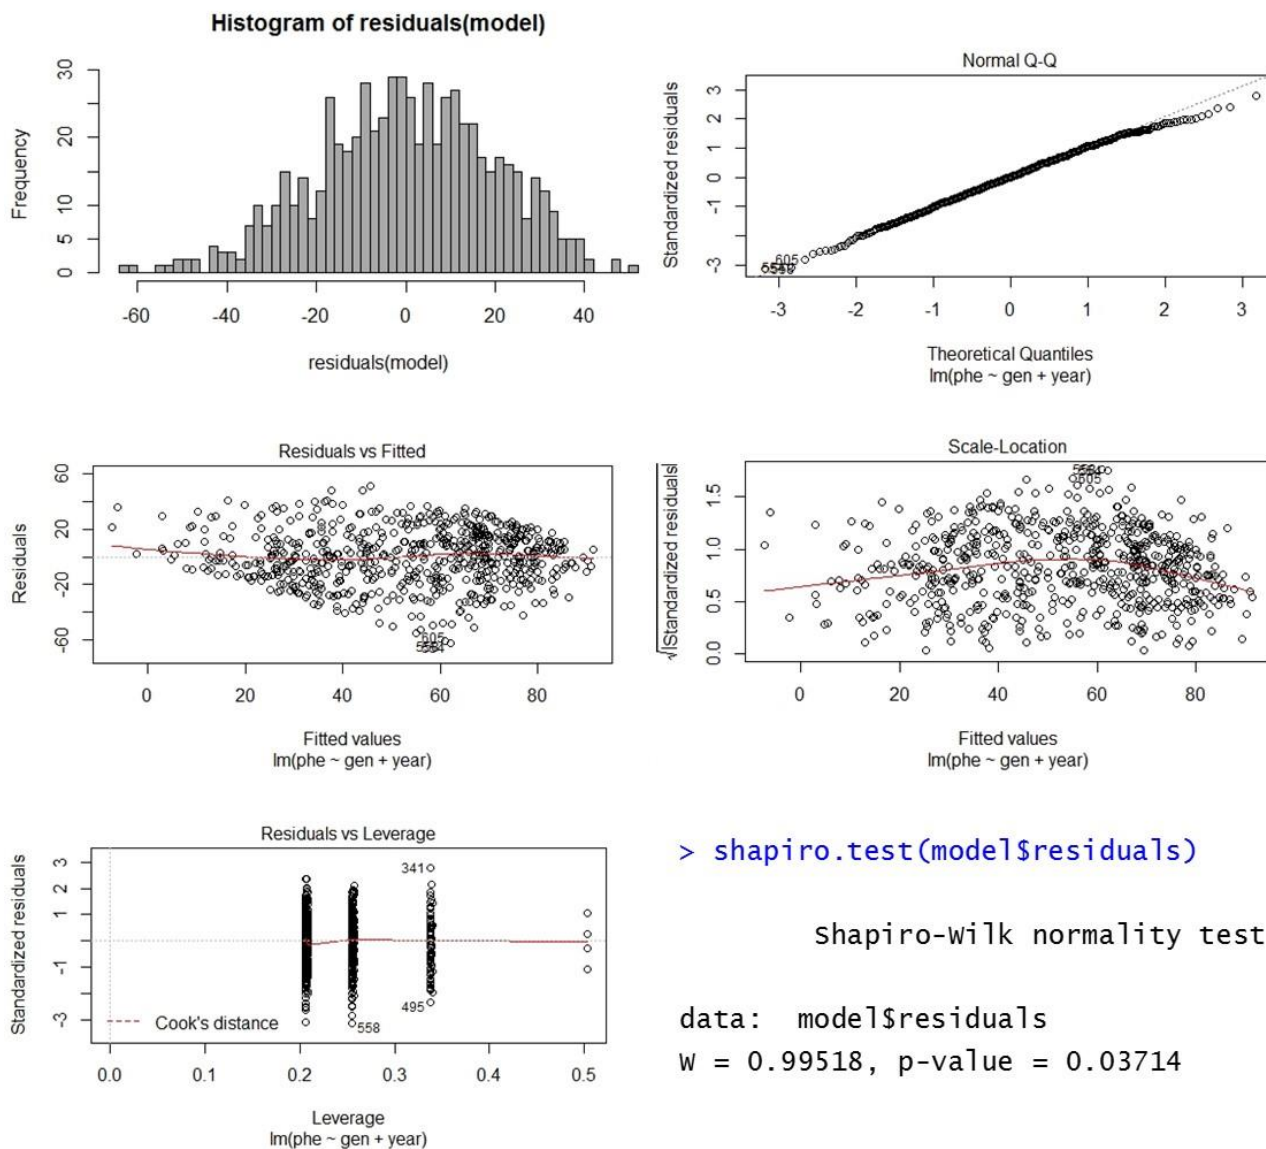 Histogram of residuals(model)
Frequency
0 5 10 20 30
-60 -40 -20 0 20 40
residuals(model)
Normal Q-Q
Standardized residuals
-3 -1 0 1 2 3
605
-3 -2 -1 0 1 2 3
Theoretical Quantiles
lm(phe ~ gen + year)
Residuals vs Fitted
Residuals
-60 -20 20 60
605
0 20 40 60 80
Fitted values
lm(phe ~ gen + year)
Scale-Location
√|Standardized residuals|
0.0 0.5 1.0 1.5
605
0 20 40 60 80
Fitted values
lm(phe ~ gen + year)
Residuals vs Leverage
Standardized residuals
-3 -1 1 2 3
341
495
558
Cook's distance
0.0 0.1 0.2 0.3 0.4 0.5
Leverage
lm(phe ~ gen + year)
> shapiro.test(model$residuals)
Shapiro-Wilk normality test
data: model$residuals
W = 0.99518, p-value = 0.03714